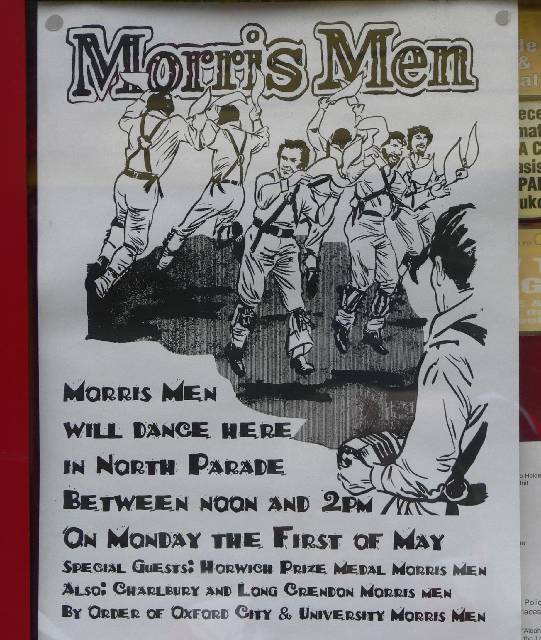 Morris Men
Morris Men
will dance here
in North Parade
Between noon and 2pm
On Monday the First of May
Special Guests: Horwich Prize Medal Morris Men
Also: Charlbury and Long Crendon Morris men
By Order of Oxford City & University Morris Men